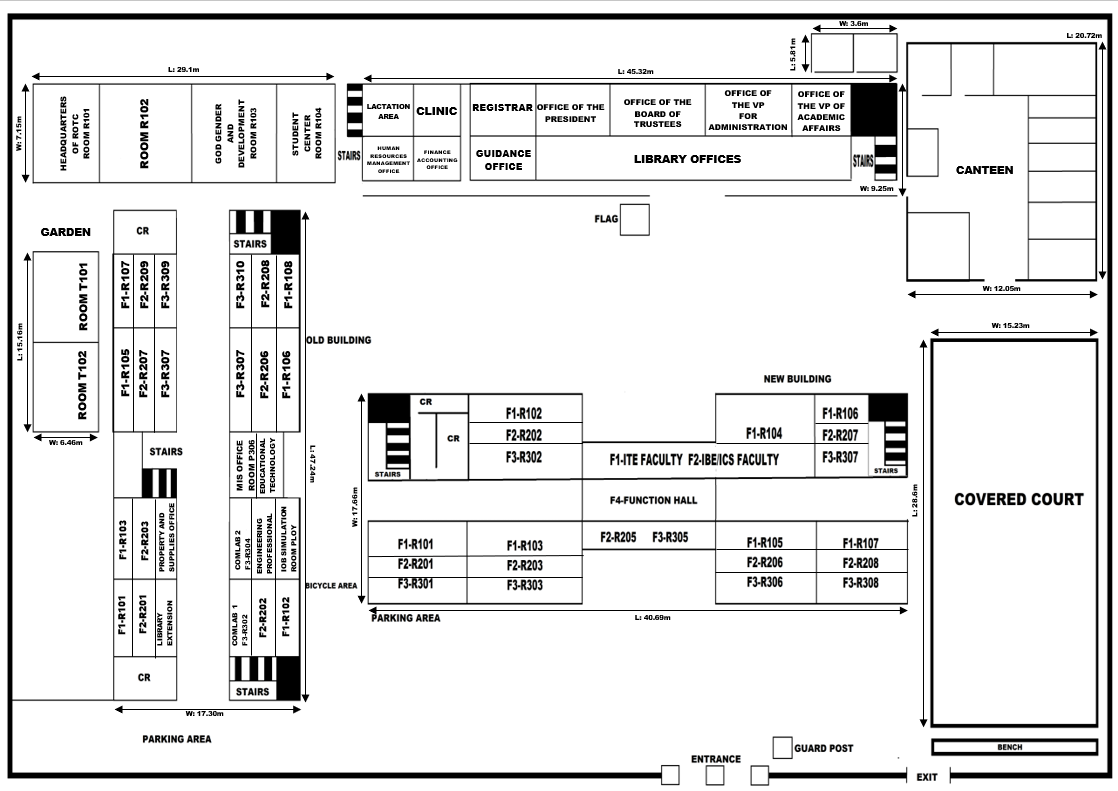 W: 3.6m
L: 5.81m
L: 20.72m
L: 29.1m
L: 45.32m
W: 7.15m
HEADQUARTERS
OF ROTC
ROOM R101
ROOM R102
GOD GENDER
AND
DEVELOPMENT
ROOM R103
STUDENT
CENTER
ROOM R104
STAIRS
LACTATION
AREA
CLINIC
REGISTRAR
OFFICE OF THE
PRESIDENT
OFFICE OF THE
BOARD OF
TRUSTEES
OFFICE OF
THE VP
FOR
ADMINISTRATION
OFFICE OF
THE VP OF
ACADEMIC
AFFAIRS
HUMAN
RESOURCES
MANAGEMENT
OFFICE
FINANCE
ACCOUNTING
OFFICE
GUIDANCE
OFFICE
LIBRARY OFFICES
STAIRS
W: 9.25m
CANTEEN
W: 12.05m
FLAG
GARDEN
ROOM T101
ROOM T102
L: 15.16m
W: 6.46m
CR
F1-R107
F2-R209
F3-R309
F1-R105
F2-R207
F3-R307
STAIRS
F1-R103
F2-R203
PROPERTY AND
SUPPLIES OFFICE
F1-R101
F2-R201
LIBRARY
EXTENSION
CR
STAIRS
F3-R310
F2-R208
F1-R108
F3-R307
F2-R206
F1-R106
OLD BUILDING
MIS OFFICE
ROOM P306
EDUCATIONAL
TECHNOLOGY
L: 47.24m
COMLAB 2
F3-R304
ENGINEERING
PROFESSIONAL
IOB SIMULATION
ROOM PLOY
COMLAB 1
F3-R302
F2-R202
F1-R102
STAIRS
BICYCLE AREA
W: 17.30m
PARKING AREA
NEW BUILDING
CR
CR
STAIRS
F1-R102
F2-R202
F3-R302
F1-R104
F1-R106
F2-R207
F3-R307
STAIRS
F1-ITE FACULTY F2-IBE/ICS FACULTY
F4-FUNCTION HALL
F2-R205 F3-R305
W: 17.66m
F1-R101
F2-R201
F3-R301
F1-R103
F2-R203
F3-R303
F1-R105
F2-R206
F3-R306
F1-R107
F2-R208
F3-R308
L: 40.69m
PARKING AREA
W: 15.23m
L: 28.6m
COVERED COURT
BENCH
GUARD POST
ENTRANCE
EXIT